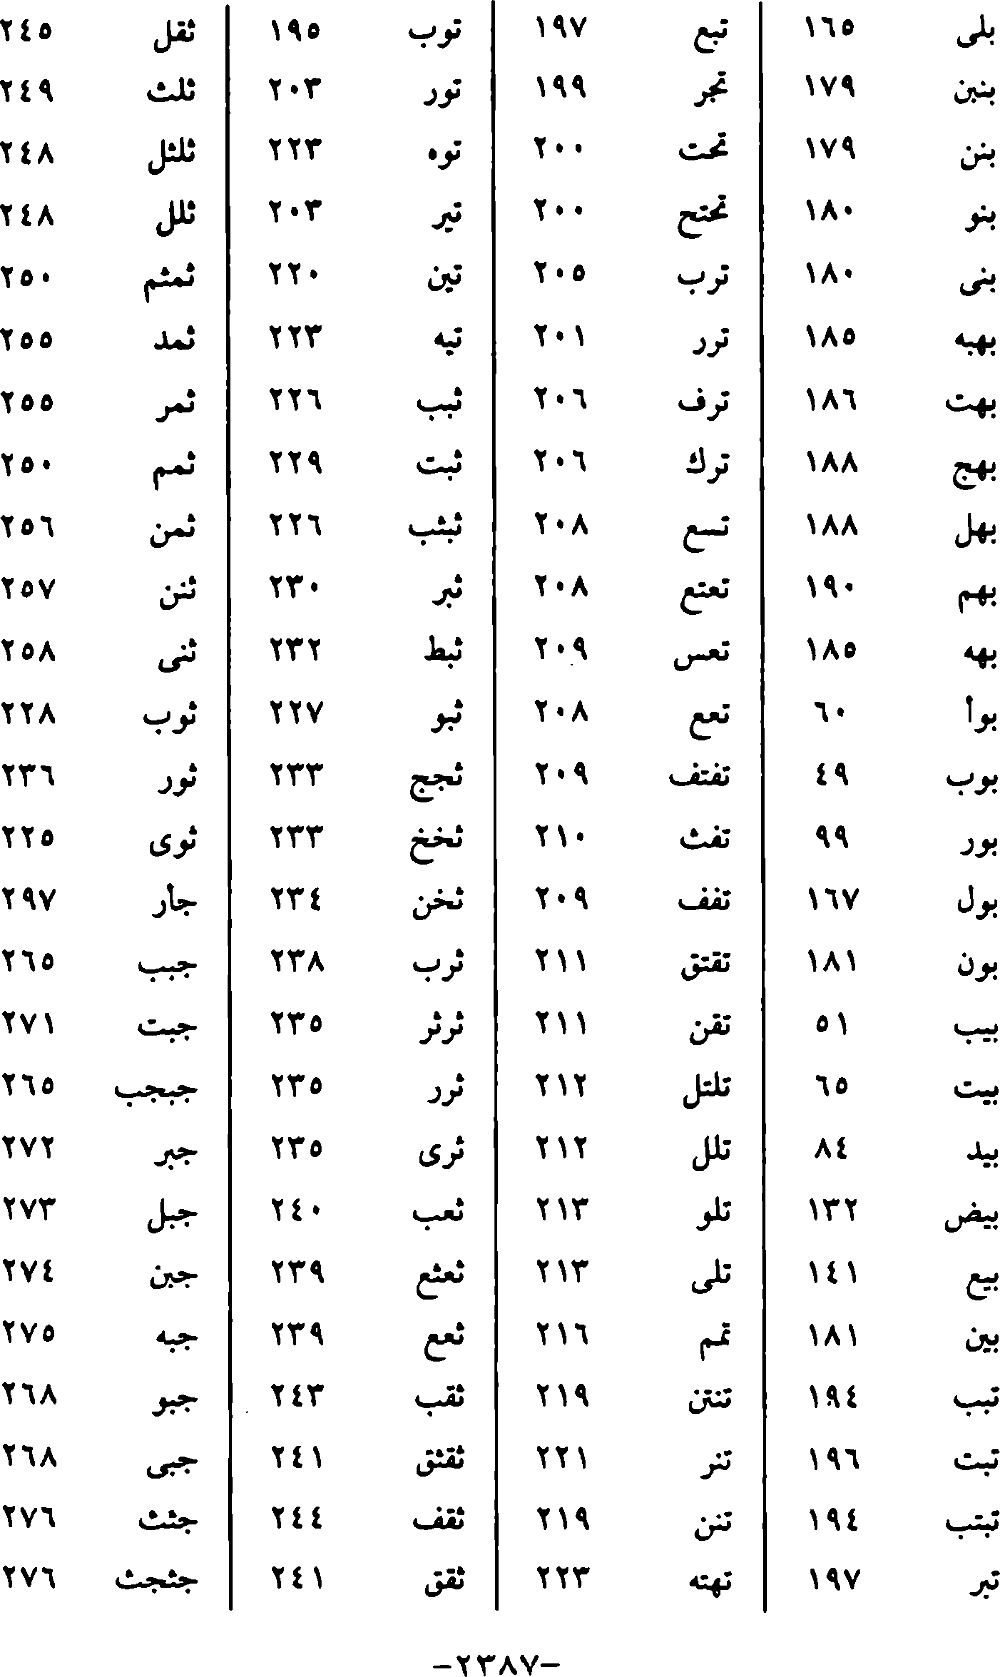 بلى ١٦٥
بنبن ١٧٩
بنن ١٧٩
بنو ١٨٠
بنى ١٨٠
بهبه ١٨٥
بهت ١٨٦
بهج ١٨٨
بهل ١٨٨
بهم ١٩٠
بهه ١٨٥
بوأ ٦٠
بوب ٤٩
بور ٩٩
بول ١٦٧
بون ١٨١
بيب ٥١
بيت ٦٥
بيد ٨٤
بيض ١٣٢
بيع ١٤١
بين ١٨١
تبب ١٩٤
تبت ١٩٦
تبتب ١٩٤
تبر ١٩٧
تبع ١٩٧
تجر ١٩٩
تحت ٢٠٠
تحتح ٢٠٠
ترب ٢٠٥
ترر ٢٠١
ترف ٢٠٦
ترك ٢٠٦
تسع ٢٠٨
تعتع ٢٠٨
تعس ٢٠٩
تعع ٢٠٨
تفتف ٢٠٩
تفث ٢١٠
تفف ٢٠٩
تقتق ٢١١
تقن ٢١١
تلتل ٢١٢
تلل ٢١٢
تلو ٢١٣
تلى ٢١٣
تمم ٢١٦
تنتن ٢١٩
تنر ٢٢١
تنن ٢١٩
تهته ٢٢٣
توب ١٩٥
تور ٢٠٣
توه ٢٢٣
تير ٢٠٣
تين ٢٢٠
تيه ٢٢٣
ثبب ٢٢٦
ثبت ٢٢٩
ثبثب ٢٢٦
ثبر ٢٣٠
ثبط ٢٣٢
ثبو ٢٢٧
ثجج ٢٣٣
ثخخ ٢٣٣
ثخن ٢٣٤
ثرب ٢٣٨
ثرثر ٢٣٥
ثرر ٢٣٥
ثرى ٢٣٥
ثعب ٢٤٠
ثعثع ٢٣٩
ثعع ٢٣٩
ثقب ٢٤٣
ثقثق ٢٤١
ثقف ٢٤٤
ثقق ٢٤١
ثقل ٢٤٥
ثلث ٢٤٩
ثلثل ٢٤٨
ثلل ٢٤٨
ثمثم ٢٥٠
ثمد ٢٥٥
ثمر ٢٥٥
ثمم ٢٥٠
ثمن ٢٥٦
ثنن ٢٥٧
ثنى ٢٥٨
ثوب ٢٢٨
ثور ٢٣٦
ثوى ٢٢٥
جأر ٢٩٧
جبب ٢٦٥
جبت ٢٧١
جبجب ٢٦٥
جبر ٢٧٢
جبل ٢٧٣
جبن ٢٧٤
جبه ٢٧٥
جبو ٢٦٨
جبى ٢٦٨
جثث ٢٧٦
جثجث ٢٧٦
-٢٣٨٧-